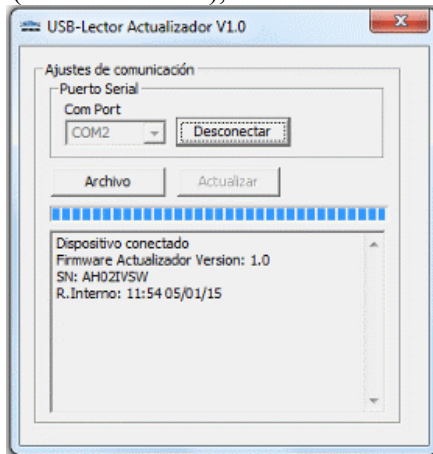 USB-Lector Actualizador V1.0
Ajustes de comunicación
Puerto Serial
Com Port
COM2
Desconectar
Archivo
Actualizar
Dispositivo conectado
Firmware Actualizador Version: 1.0
SN: AH02IVSW
R.Interno: 11:54 05/01/15